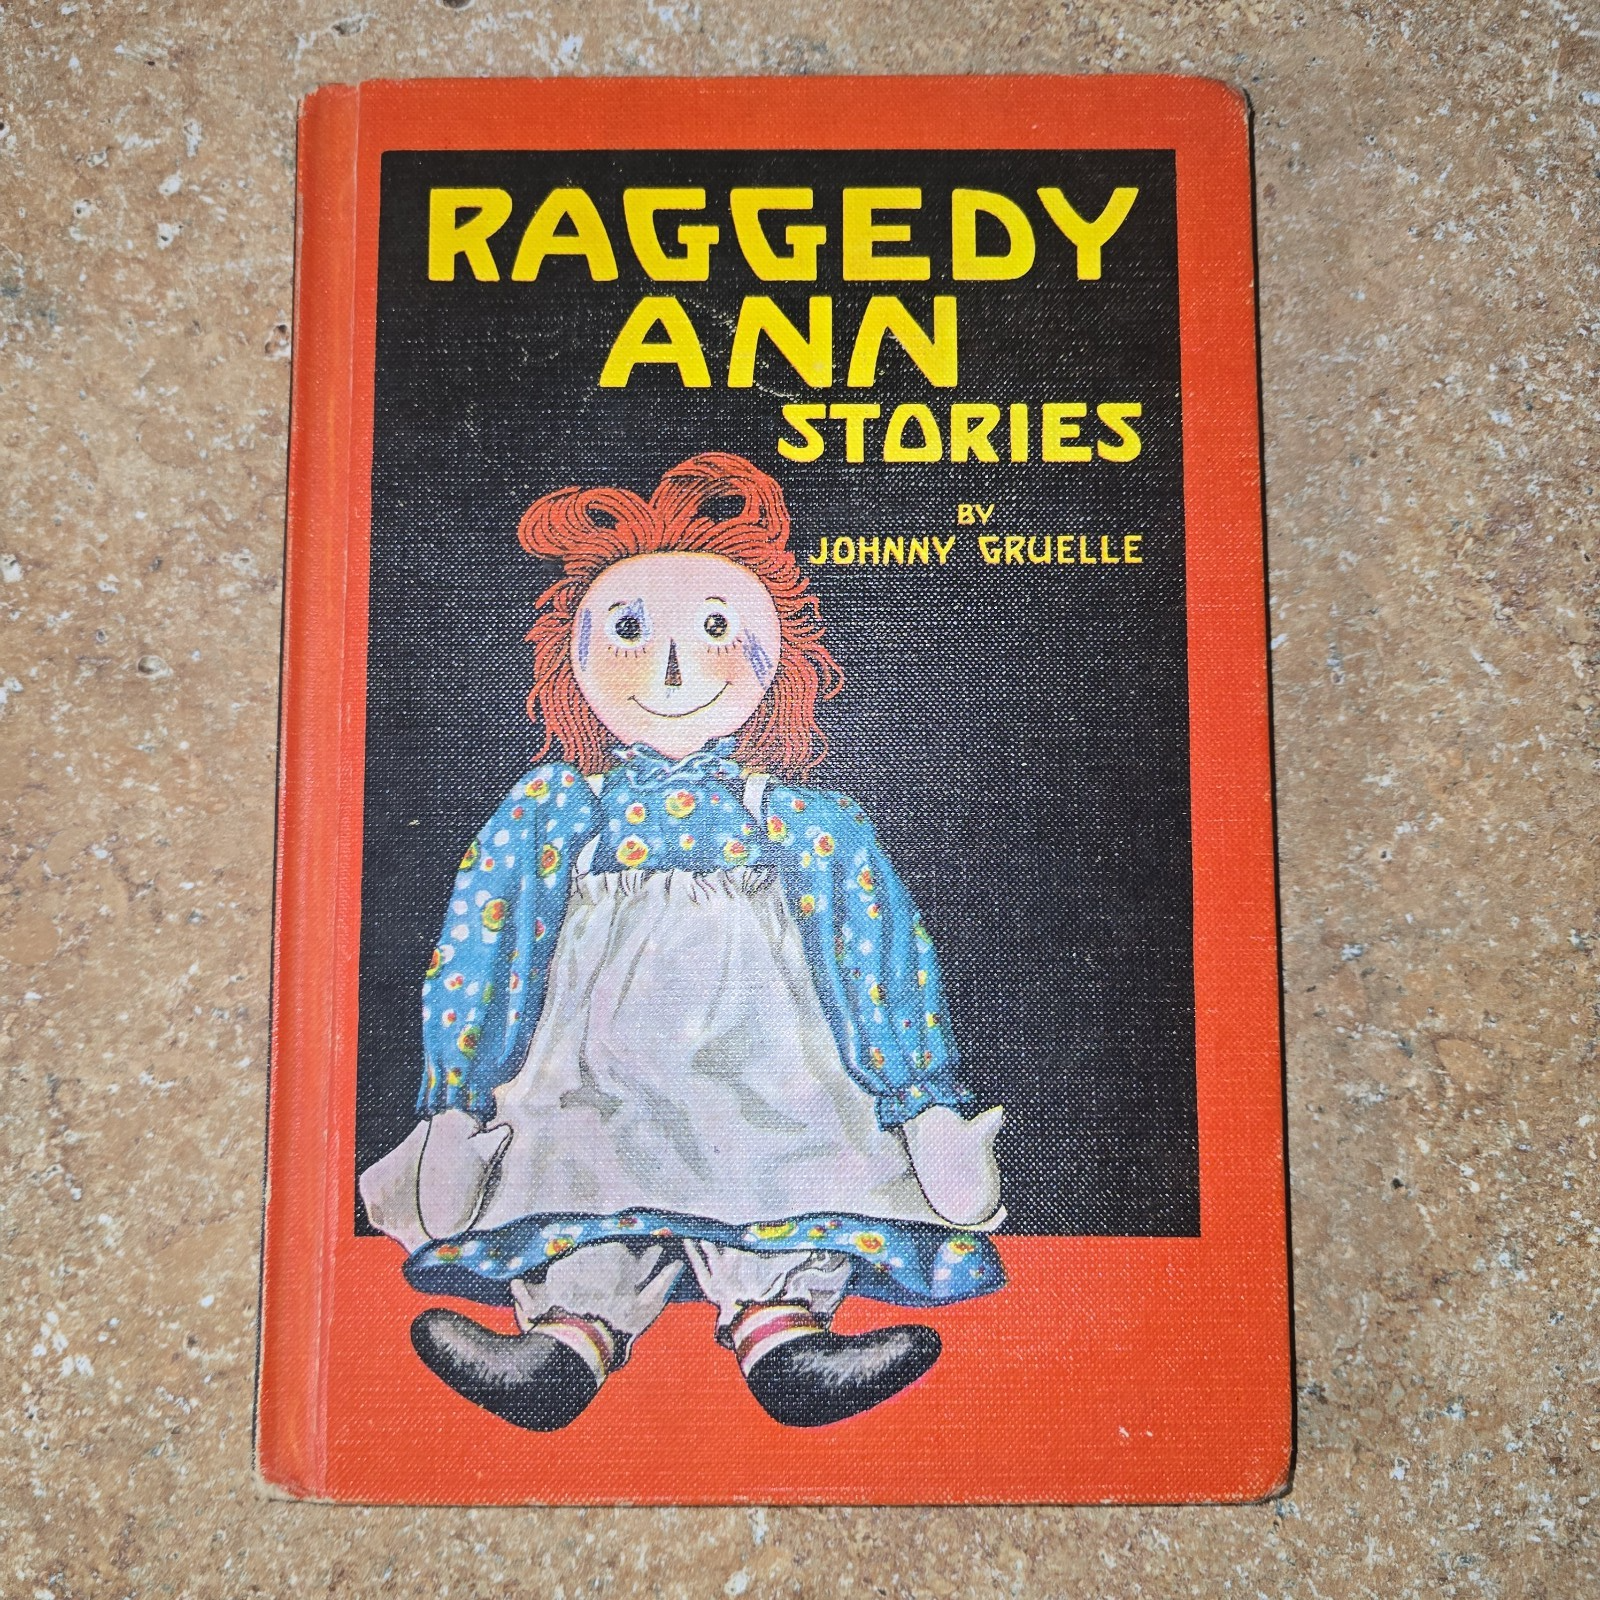 RAGGEDY
ANN
STORIES
BY
JOHNNY GRUELLE